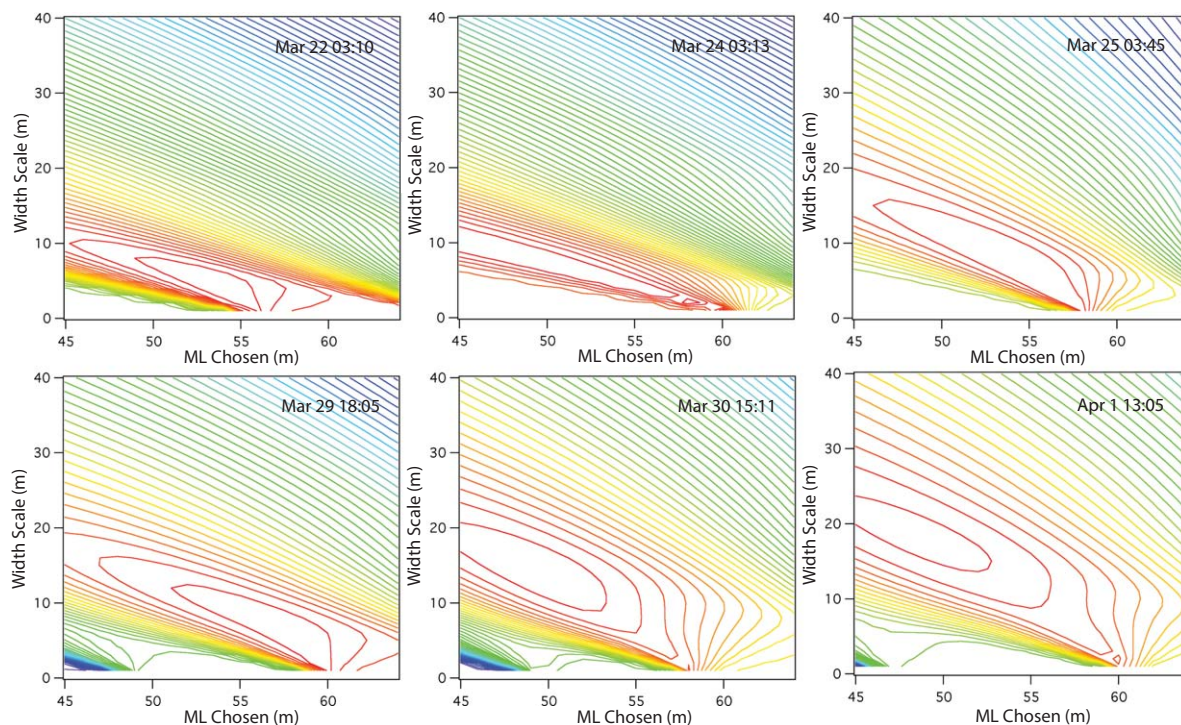 40
30
20
10
0
Width Scale (m)
Mar 22 03:10
45 50 55 60
ML Chosen (m)
40
30
20
10
0
Width Scale (m)
Mar 24 03:13
45 50 55 60
ML Chosen (m)
40
30
20
10
0
Width Scale (m)
Mar 25 03:45
45 50 55 60
ML Chosen (m)
40
30
20
10
0
Width Scale (m)
Mar 29 18:05
45 50 55 60
ML Chosen (m)
40
30
20
10
0
Width Scale (m)
Mar 30 15:11
45 50 55 60
ML Chosen (m)
40
30
20
10
0
Width Scale (m)
Apr 1 13:05
45 50 55 60
ML Chosen (m)